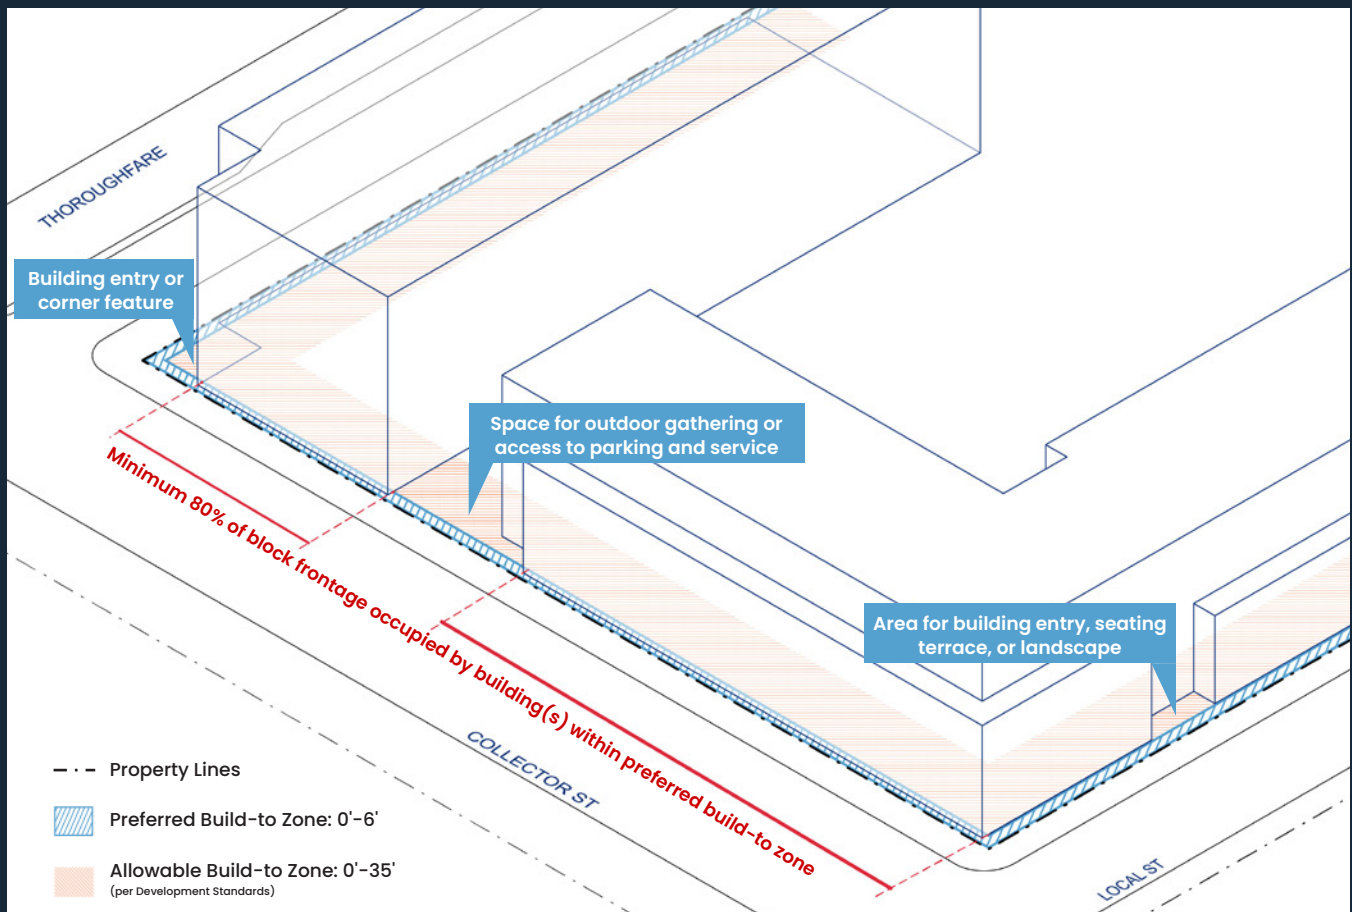 THOROUGHFARE
Building entry or
corner feature
Space for outdoor gathering or
access to parking and service
Minimum 80% of block frontage occupied by building(s) within preferred build-to zone
Area for building entry, seating
terrace, or landscape
COLLECTOR ST
LOCAL ST
Property Lines
Preferred Build-to Zone: 0'-6'
Allowable Build-to Zone: 0'-35'
(per Development Standards)